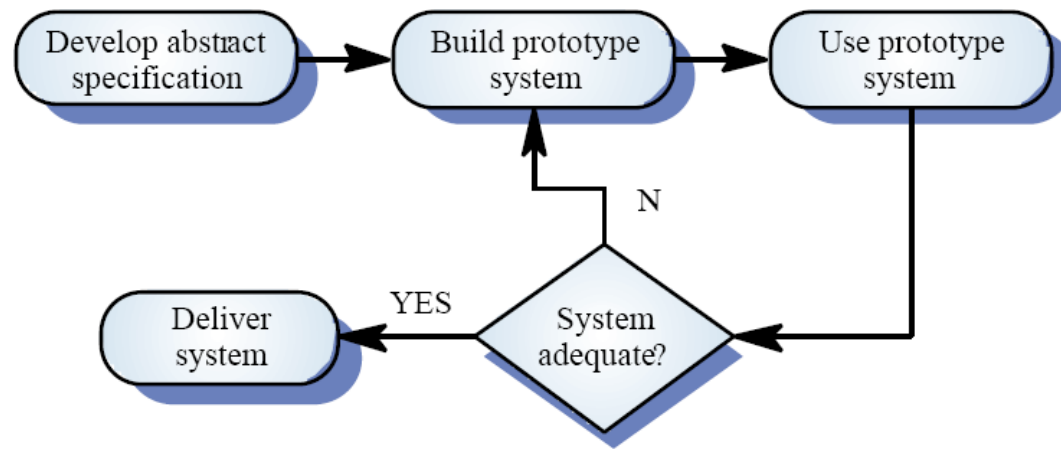 Develop abstract
specification
Build prototype
system
Use prototype
system
N
YES
Deliver
system
System
adequate?